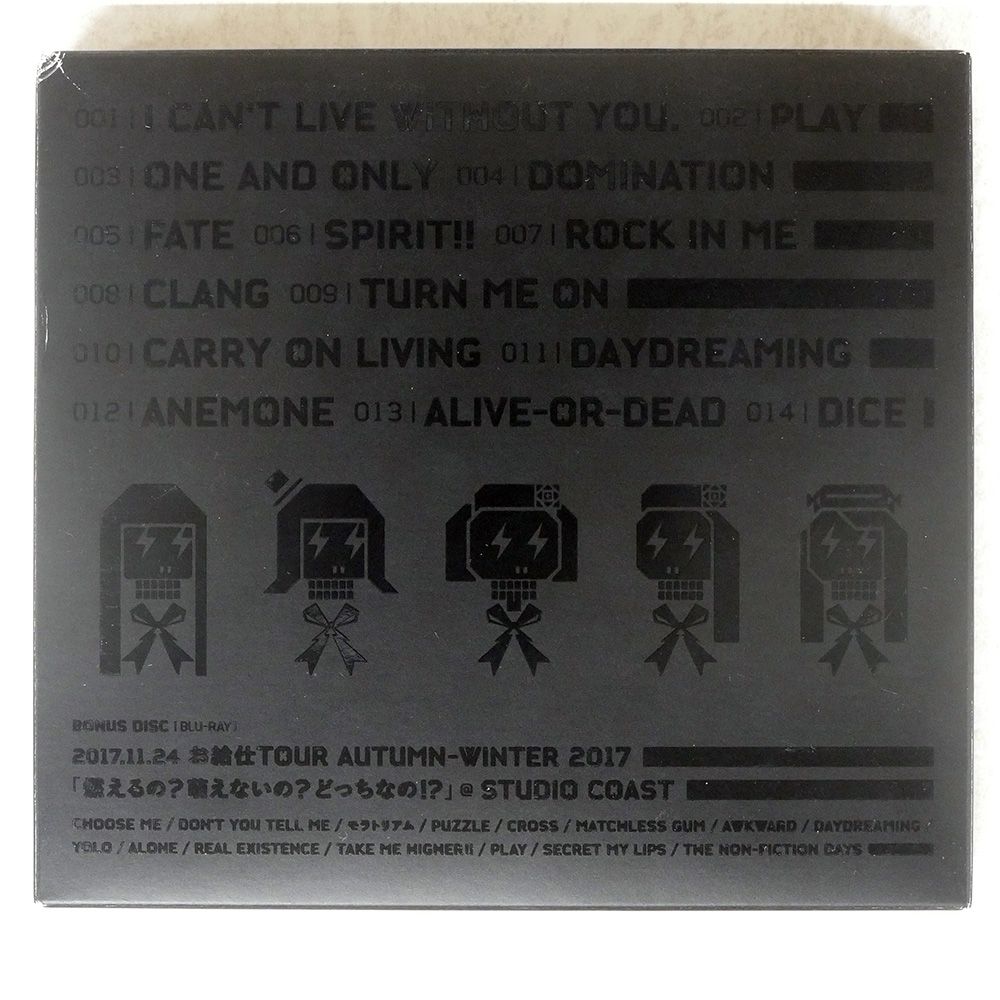 001 | I CAN'T LIVE WITHOUT YOU. 002 | PLAY
003 | ONE AND ONLY 004 | DOMINATION
005 | FATE 006 | SPIRIT!! 007 | ROCK IN ME
008 | CLANG 009 | TURN ME ON
010 | CARRY ON LIVING 011 | DAYDREAMING
012 | ANEMONE 013 | ALIVE-OR-DEAD 014 | DICE
BONUS DISC [BLU-RAY]
2017.11.24 お給仕TOUR AUTUMN-WINTER 2017
「燃えるの?萌えないの?どっちなの!?」@ STUDIO COAST
CHOOSE ME / DON'T YOU TELL ME / モラトリアム / PUZZLE / CROSS / MATCHLESS GUM / AWKWARD / DAYDREAMING
YOLO / ALONE / REAL EXISTENCE / TAKE ME HIGHER!! / PLAY / SECRET MY LIPS / THE NON-FICTION DAYS